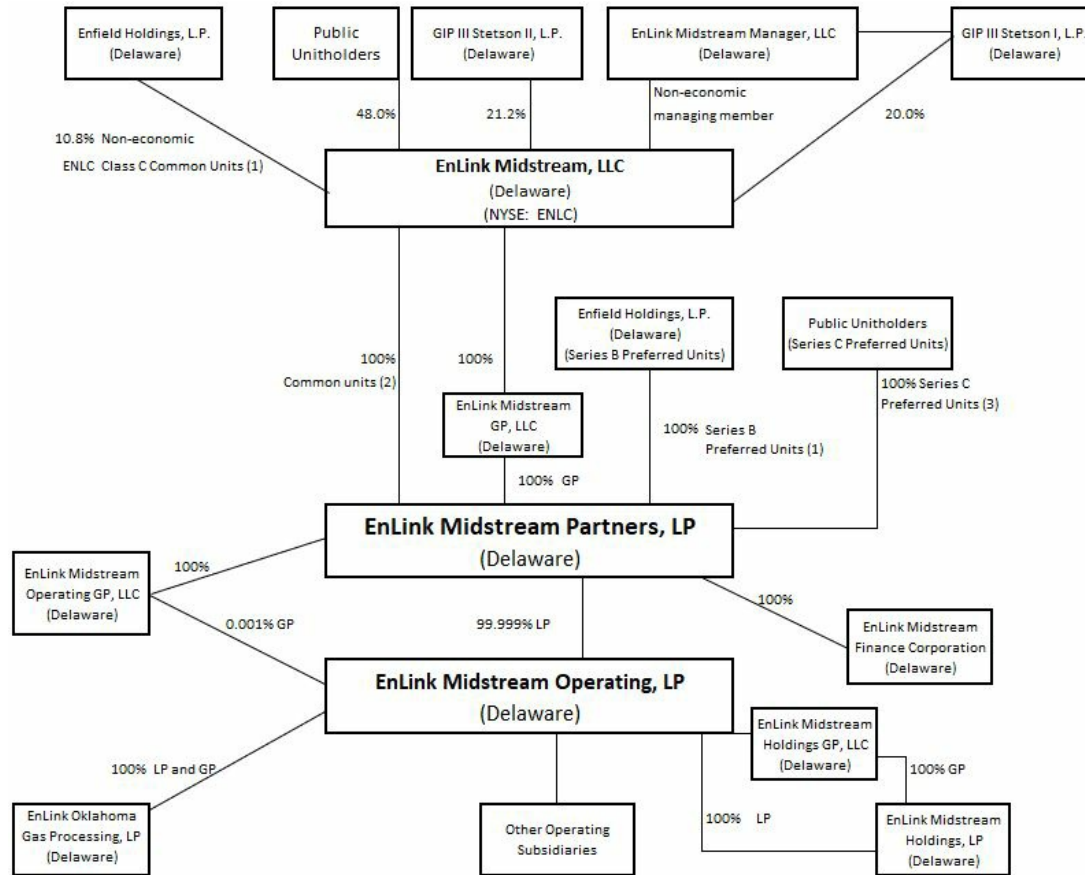 Enfield Holdings, L.P.
(Delaware)
Public
Unitholders
GIP III Stetson II, L.P.
(Delaware)
EnLink Midstream Manager, LLC
(Delaware)
GIP III Stetson I, L.P.
(Delaware)
10.8% Non-economic
ENLC Class C Common Units (1)
48.0%
21.2%
Non-economic
managing member
20.0%
EnLink Midstream, LLC
(Delaware)
(NYSE: ENLC)
100%
Common units (2)
100%
Enfield Holdings, L.P.
(Delaware)
(Series B Preferred Units)
Public Unitholders
(Series C Preferred Units)
EnLink Midstream
GP, LLC
(Delaware)
100% Series B
Preferred Units (1)
100% Series C
Preferred Units (3)
100% GP
EnLink Midstream Partners, LP
(Delaware)
EnLink Midstream
Operating GP, LLC
(Delaware)
100%
0.001% GP
99.999% LP
100%
EnLink Midstream
Finance Corporation
(Delaware)
EnLink Midstream Operating, LP
(Delaware)
100% LP and GP
EnLink Midstream
Holdings GP, LLC
(Delaware)
100% GP
EnLink Oklahoma
Gas Processing, LP
(Delaware)
Other Operating
Subsidiaries
100% LP
EnLink Midstream
Holdings, LP
(Delaware)